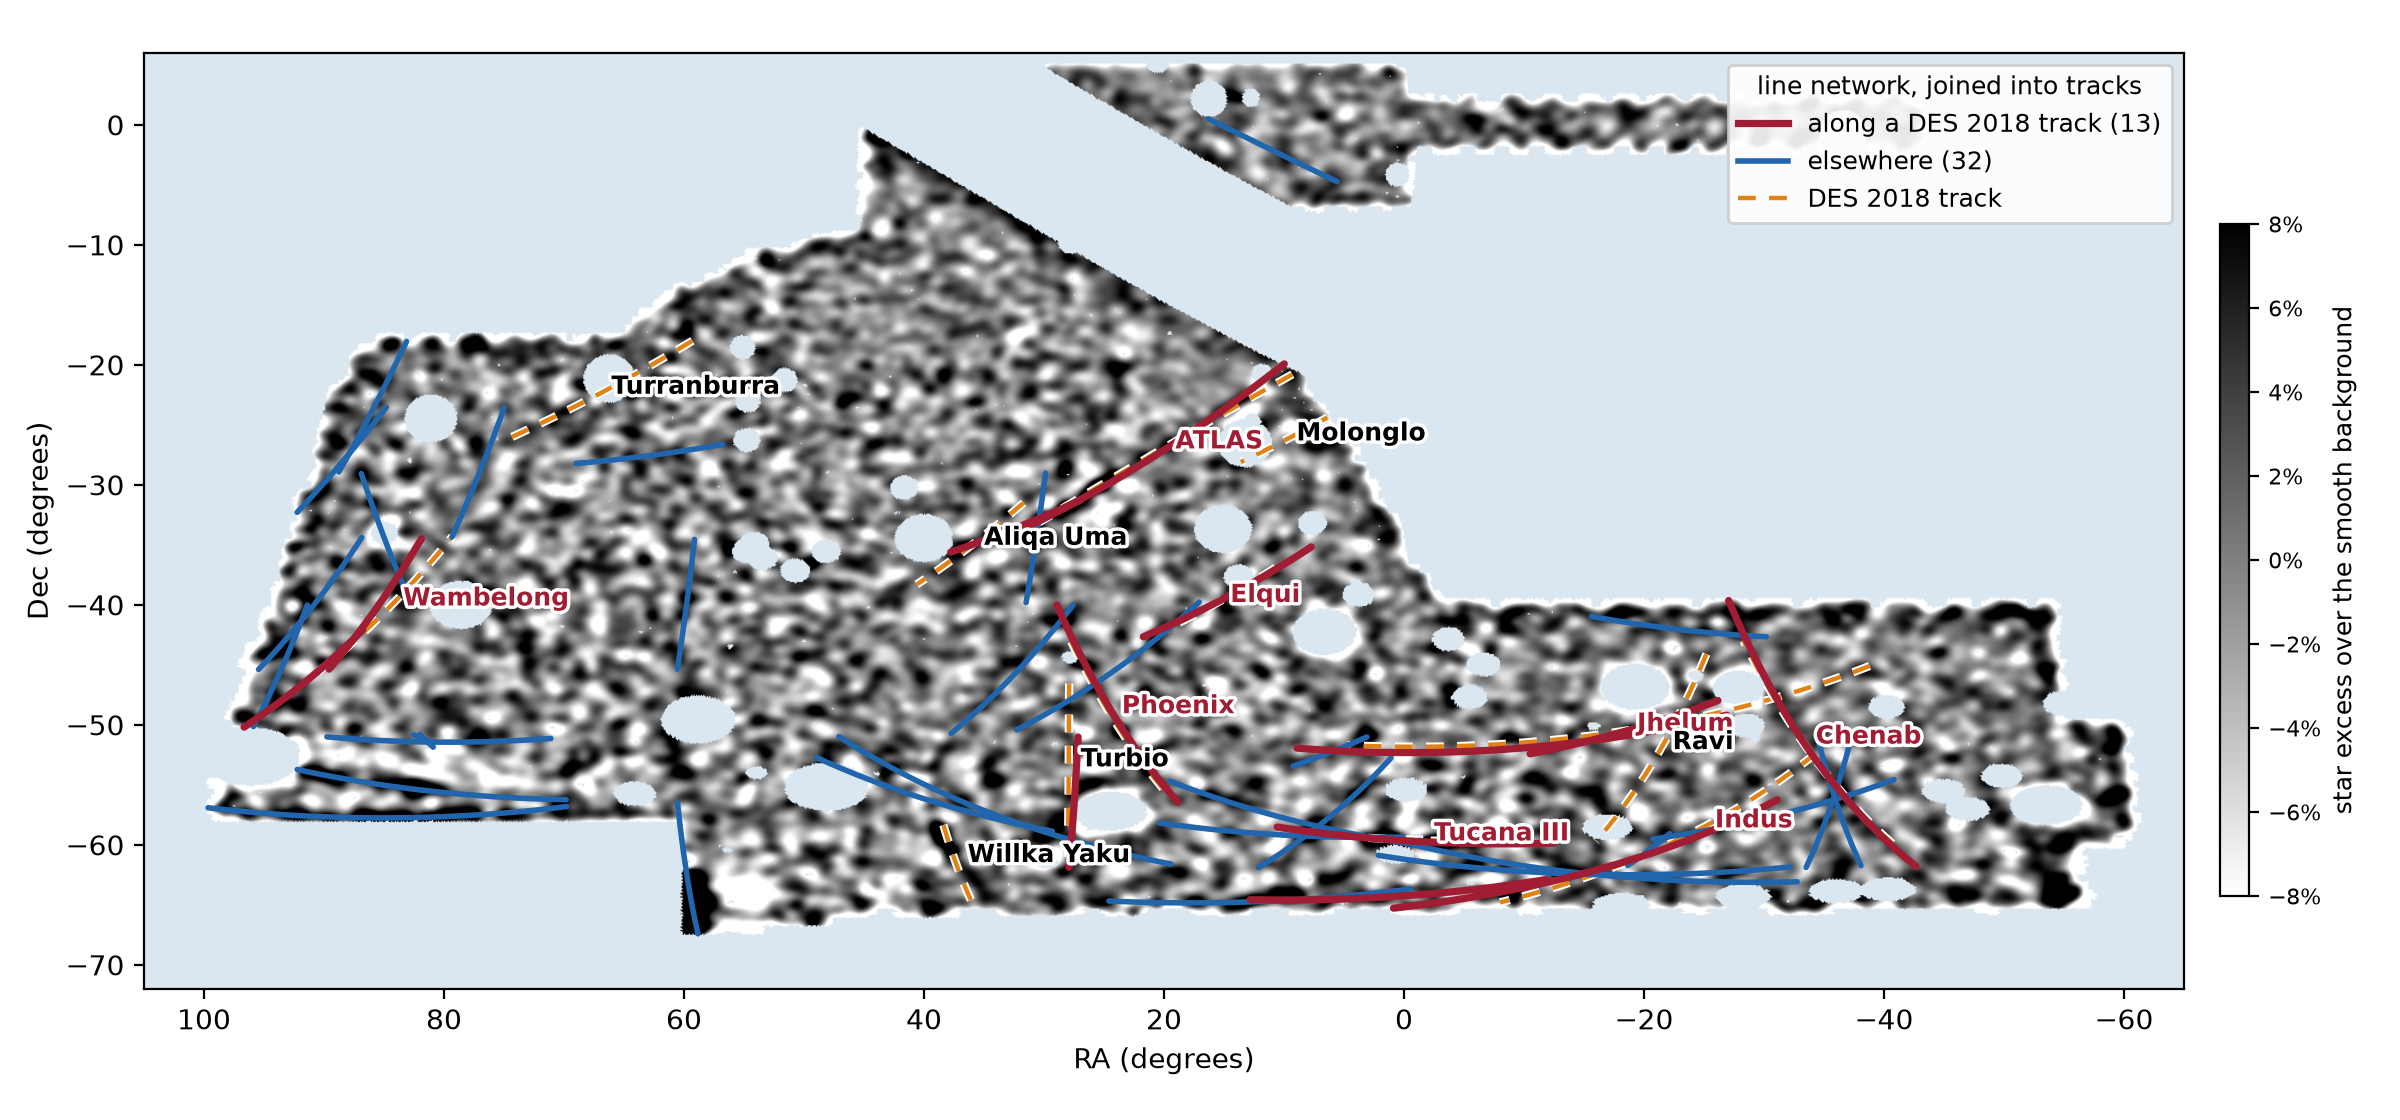 line network, joined into tracks
along a DES 2018 track (13)
elsewhere (32)
DES 2018 track
0
−10
−20
−30
−40
−50
−60
−70
Dec (degrees)
Turranburra
ATLAS
Molonglo
Aliqa Uma
Wambelong
Elqui
Phoenix
Jhelum
Chenab
Ravi
Turbio
Indus
Tucana III
Willka Yaku
100
80
60
40
20
0
−20
−40
−60
RA (degrees)
8%
6%
4%
2%
0%
−2%
−4%
−6%
−8%
star excess over the smooth background